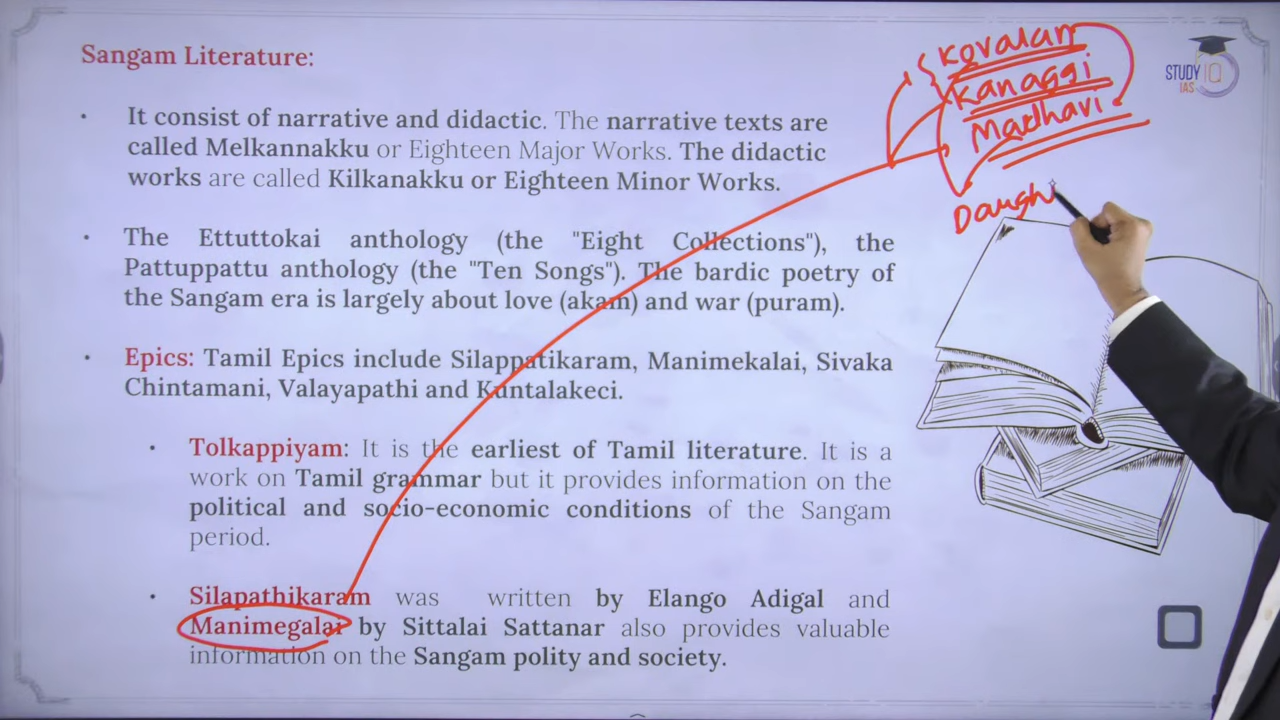 Sangam Literature:
It consist of narrative and didactic. The narrative texts are
called Melkannakku or Eighteen Major Works. The didactic
works are called Kilkanakku or Eighteen Minor Works.
The Ettuttokai anthology (the "Eight Collections"), the
Pattuppattu anthology (the "Ten Songs"). The bardic poetry of
the Sangam era is largely about love (akam) and war (puram).
Epics: Tamil Epics include Silappatikaram, Manimekalai, Sivaka
Chintamani, Valayapathi and Kuntalakeci.
Tolkappiyam: It is the earliest of Tamil literature. It is a
work on Tamil grammar but it provides information on the
political and socio-economic conditions of the Sangam
period.
Silapathikaram was written by Elango Adigal and
Manimegalai by Sittalai Sattanar also provides valuable
information on the Sangam polity and society.
Kovalan
Kanaggi
Madhavi
Daugh
STUDY IQ
IAS